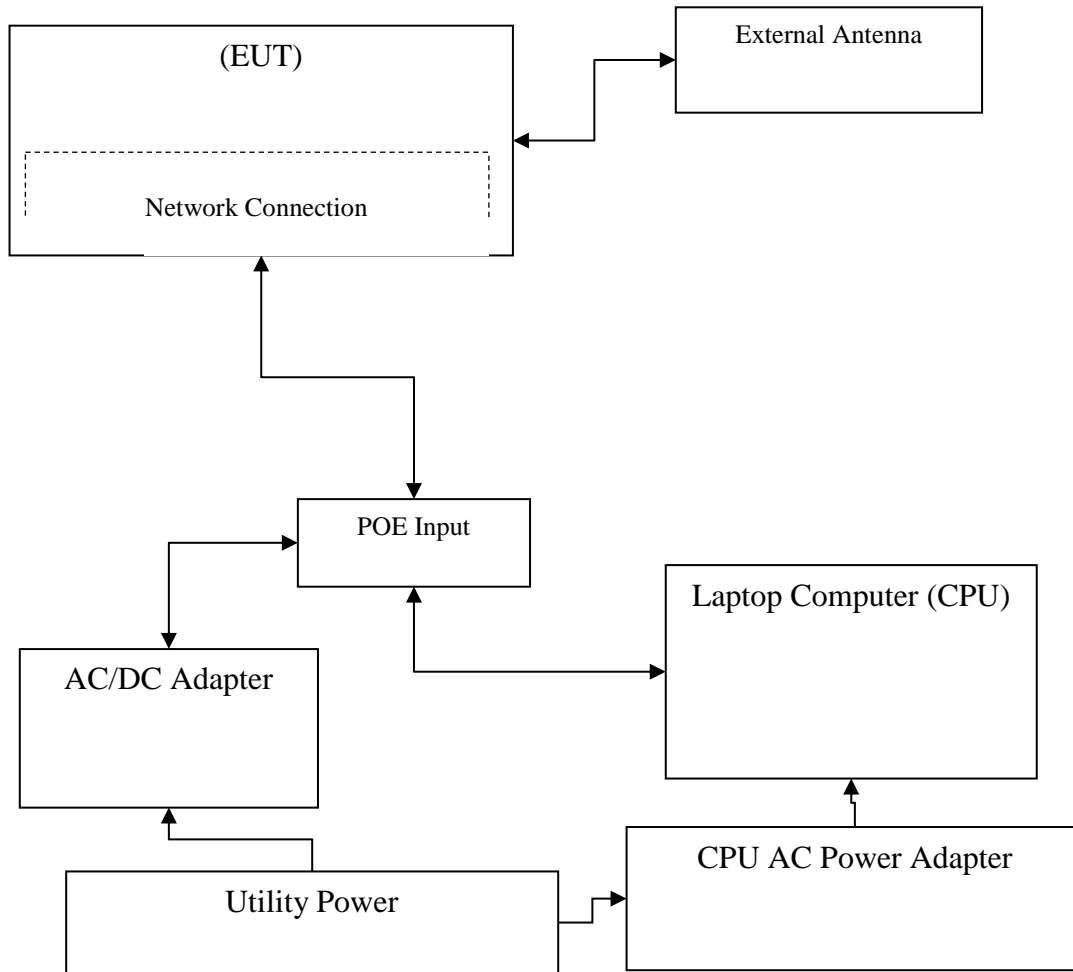 (EUT)
External Antenna
Network Connection
POE Input
Laptop Computer (CPU)
AC/DC Adapter
CPU AC Power Adapter
Utility Power